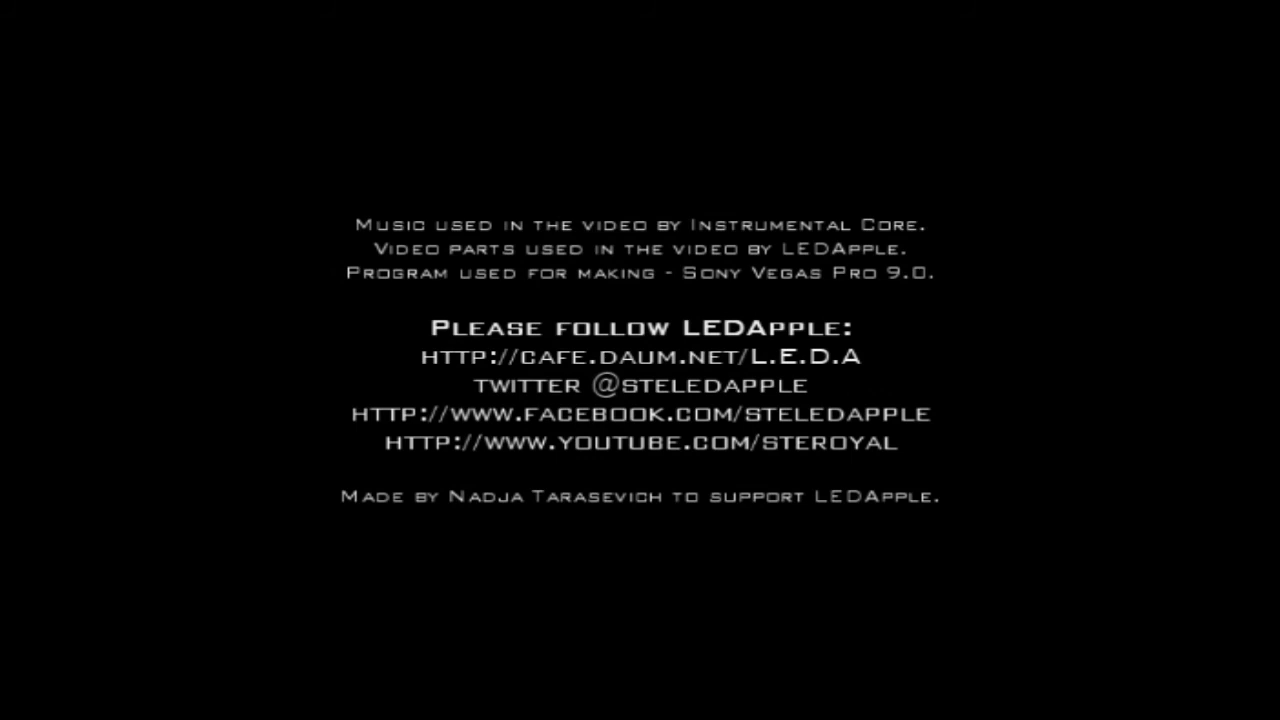 Music used in the video by Instrumental Core.
Video parts used in the video by LEDApple.
Program used for making - Sony Vegas Pro 9.0.
Please follow LEDApple:
http://cafe.daum.net/L.E.D.A
twitter @steledapple
http://www.facebook.com/steledapple
http://www.youtube.com/steroyal
Made by Nadja Tarasevich to support LEDApple.